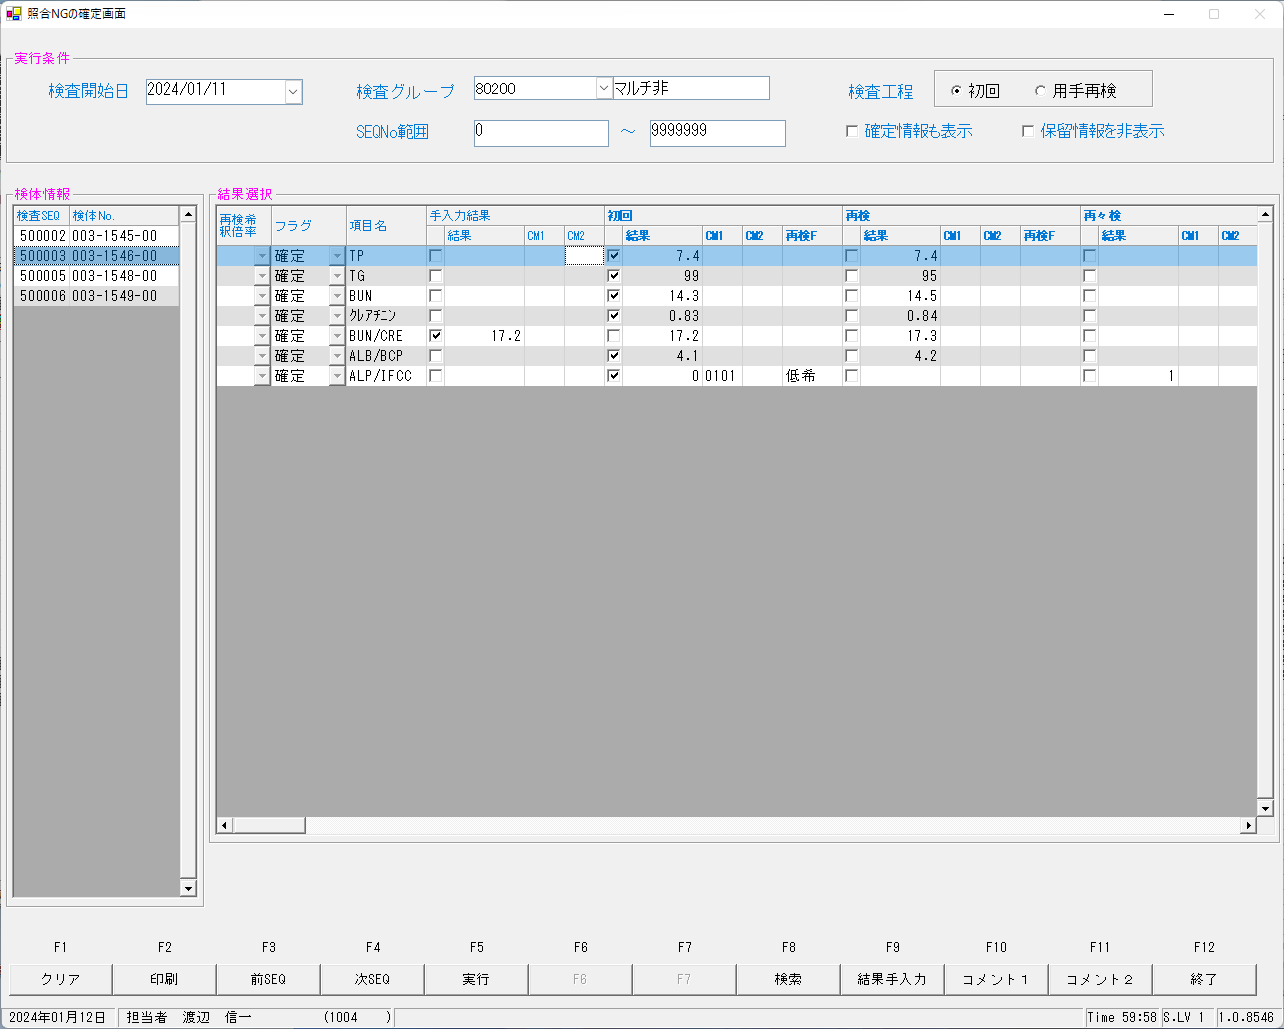 照合NGの確定画面
実行条件
検査開始日 2024/01/11 検査グループ 80200 マルチ非 検査工程 初回 用手再検
SEQNo範囲 0 ～ 9999999 確定情報も表示 保留情報を非表示
検体情報
検査SEQ 検体No.
500002 003-1545-00
500003 003-1546-00
500005 003-1548-00
500006 003-1549-00
結果選択
再検希釈倍率 フラグ 項目名 手入力結果 初回 再検 再々検
結果 CM1 CM2 結果 CM1 CM2 再検F 結果 CM1 CM2 再検F 結果 CM1 CM2
確定 TP 7.4 7.4
確定 TG 99 95
確定 BUN 14.3 14.5
確定 ｸﾚｱﾁﾆﾝ 0.83 0.84
確定 BUN/CRE 17.2 17.2 17.3
確定 ALB/BCP 4.1 4.2
確定 ALP/IFCC 0 0101 低希 1
F1 F2 F3 F4 F5 F6 F7 F8 F9 F10 F11 F12
クリア 印刷 前SEQ 次SEQ 実行 F6 F7 検索 結果手入力 コメント１ コメント２ 終了
2024年01月12日 担当者 渡辺 信一 (1004 ) Time 59:58 S.LV 1 1.0.8546